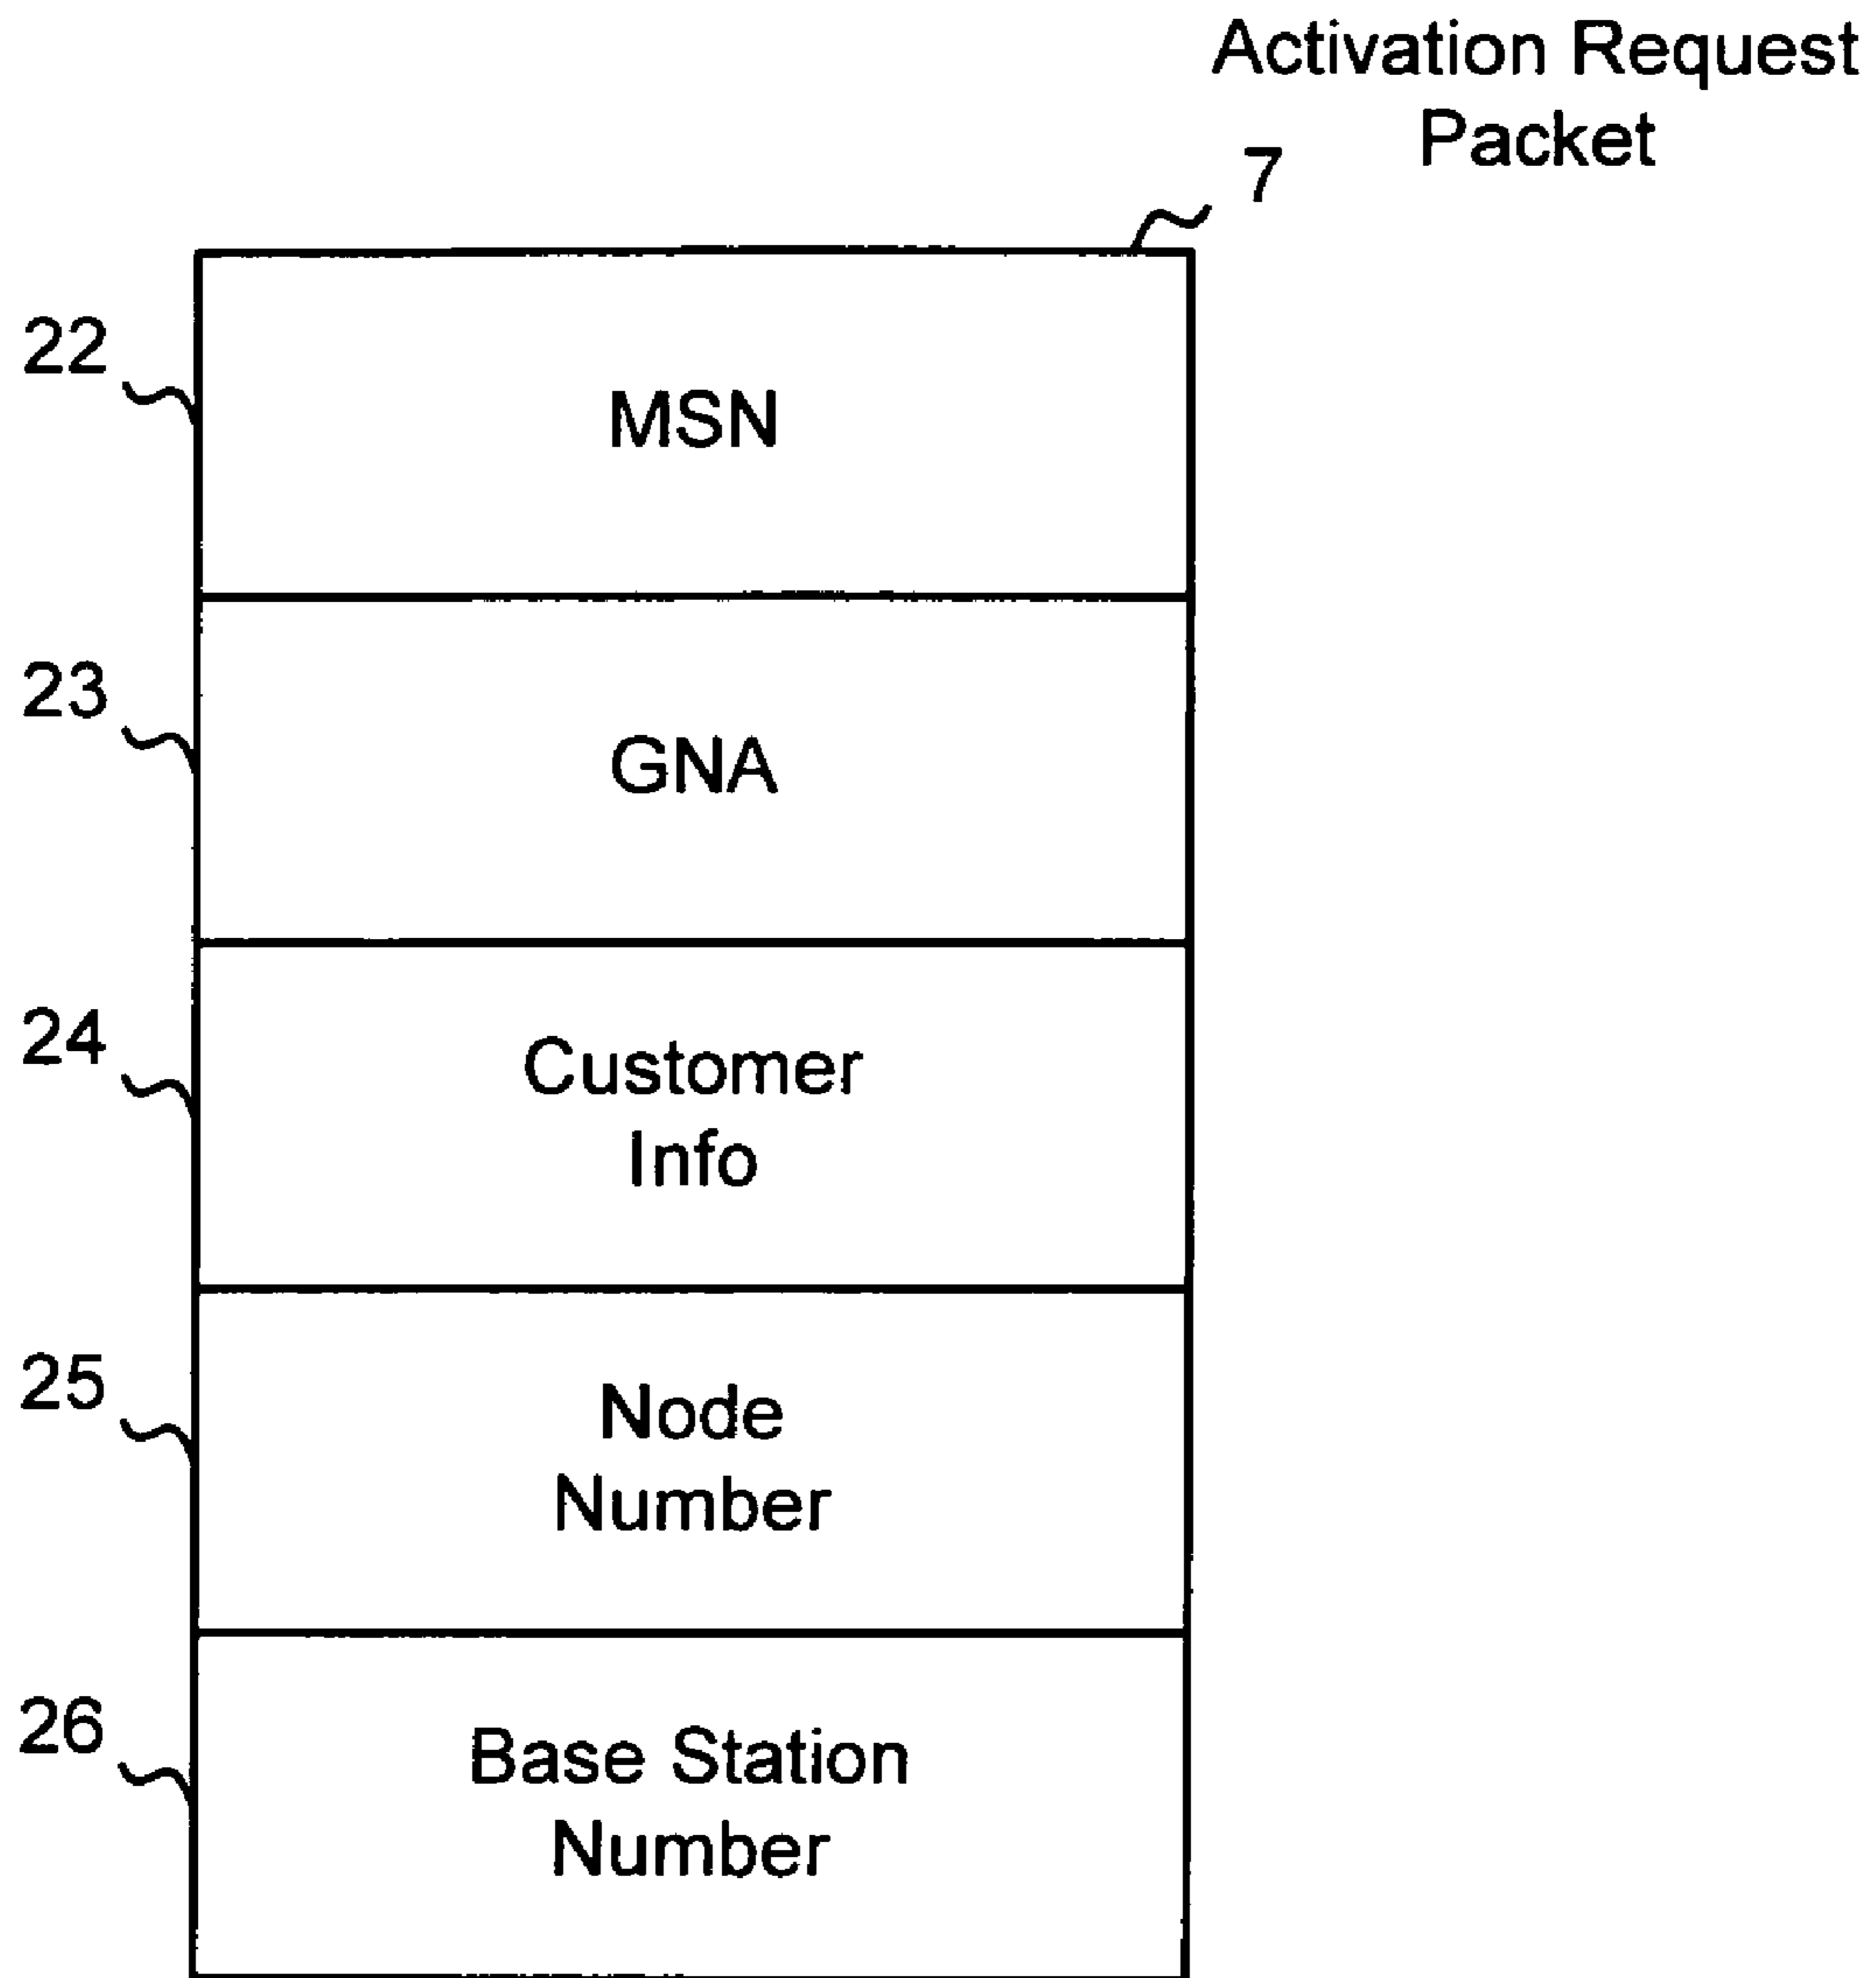 Activation Request
Packet
7
22
MSN
23
GNA
24
Customer
Info
25
Node
Number
26
Base Station
Number